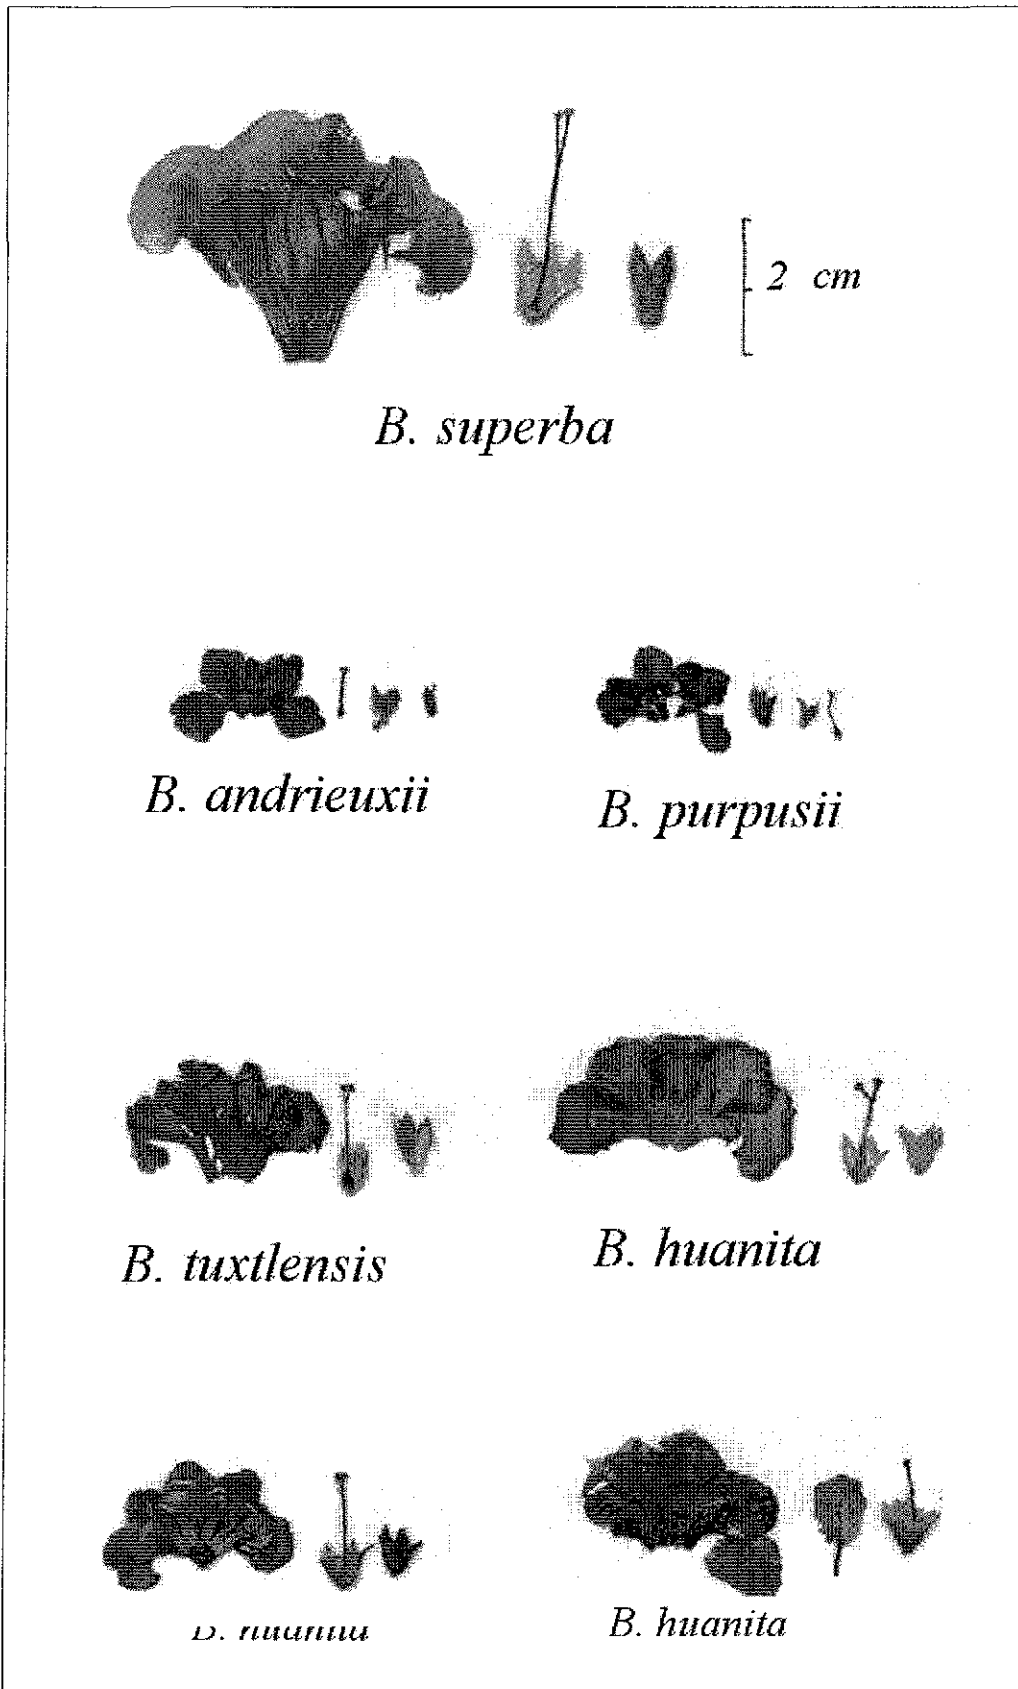 2 cm
B. superba
B. andrieuxii
B. purpusii
B. tuxtlensis
B. huanita
B. huanita